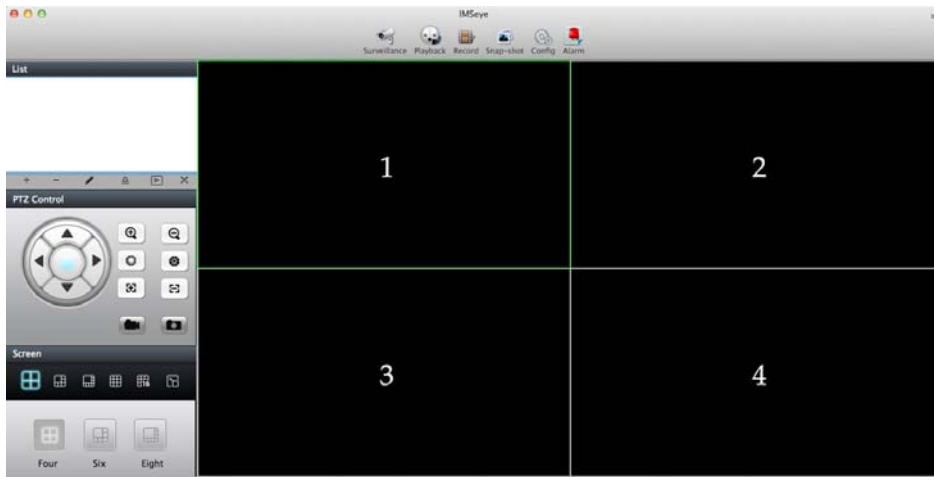 IMSeye
Surveillance Playback Record Snap-shot Config Alarm
List
1
2
PTZ Control
Screen
3
4
Four Six Eight